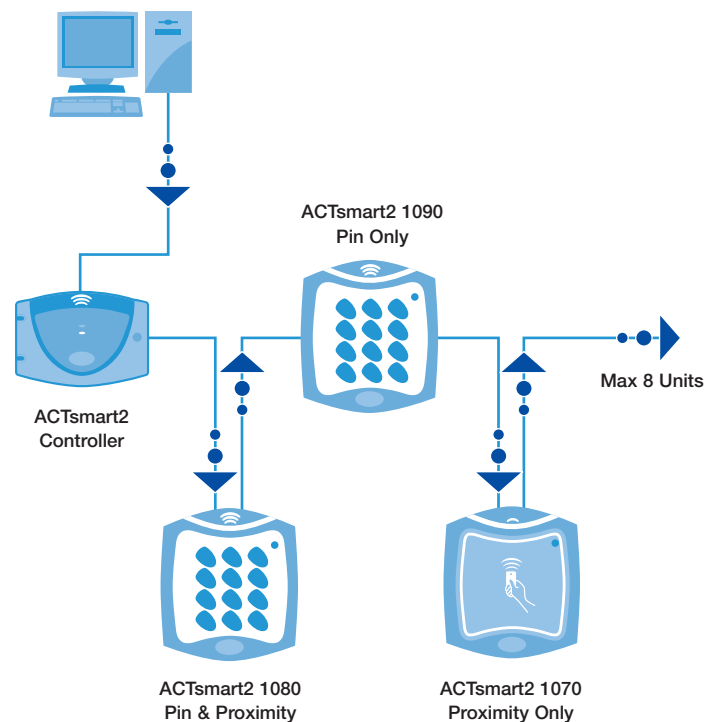 ACTsmart2 1090
Pin Only
Max 8 Units
ACTsmart2
Controller
ACTsmart2 1080
Pin & Proximity
ACTsmart2 1070
Proximity Only